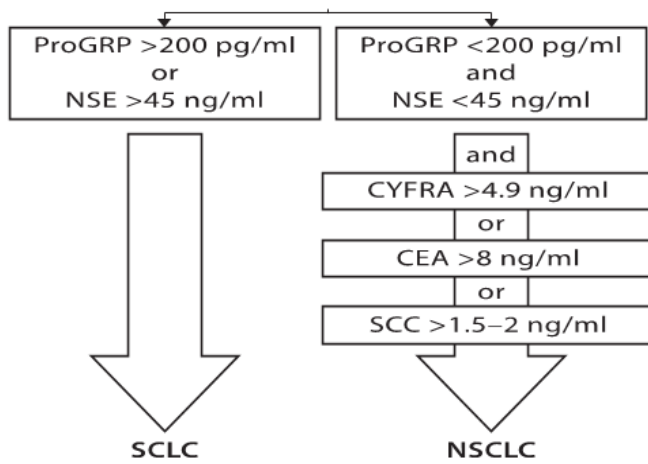 ProGRP >200 pg/ml
or
NSE >45 ng/ml
ProGRP <200 pg/ml
and
NSE <45 ng/ml
and
CYFRA >4.9 ng/ml
or
CEA >8 ng/ml
or
SCC >1.5–2 ng/ml
SCLC
NSCLC